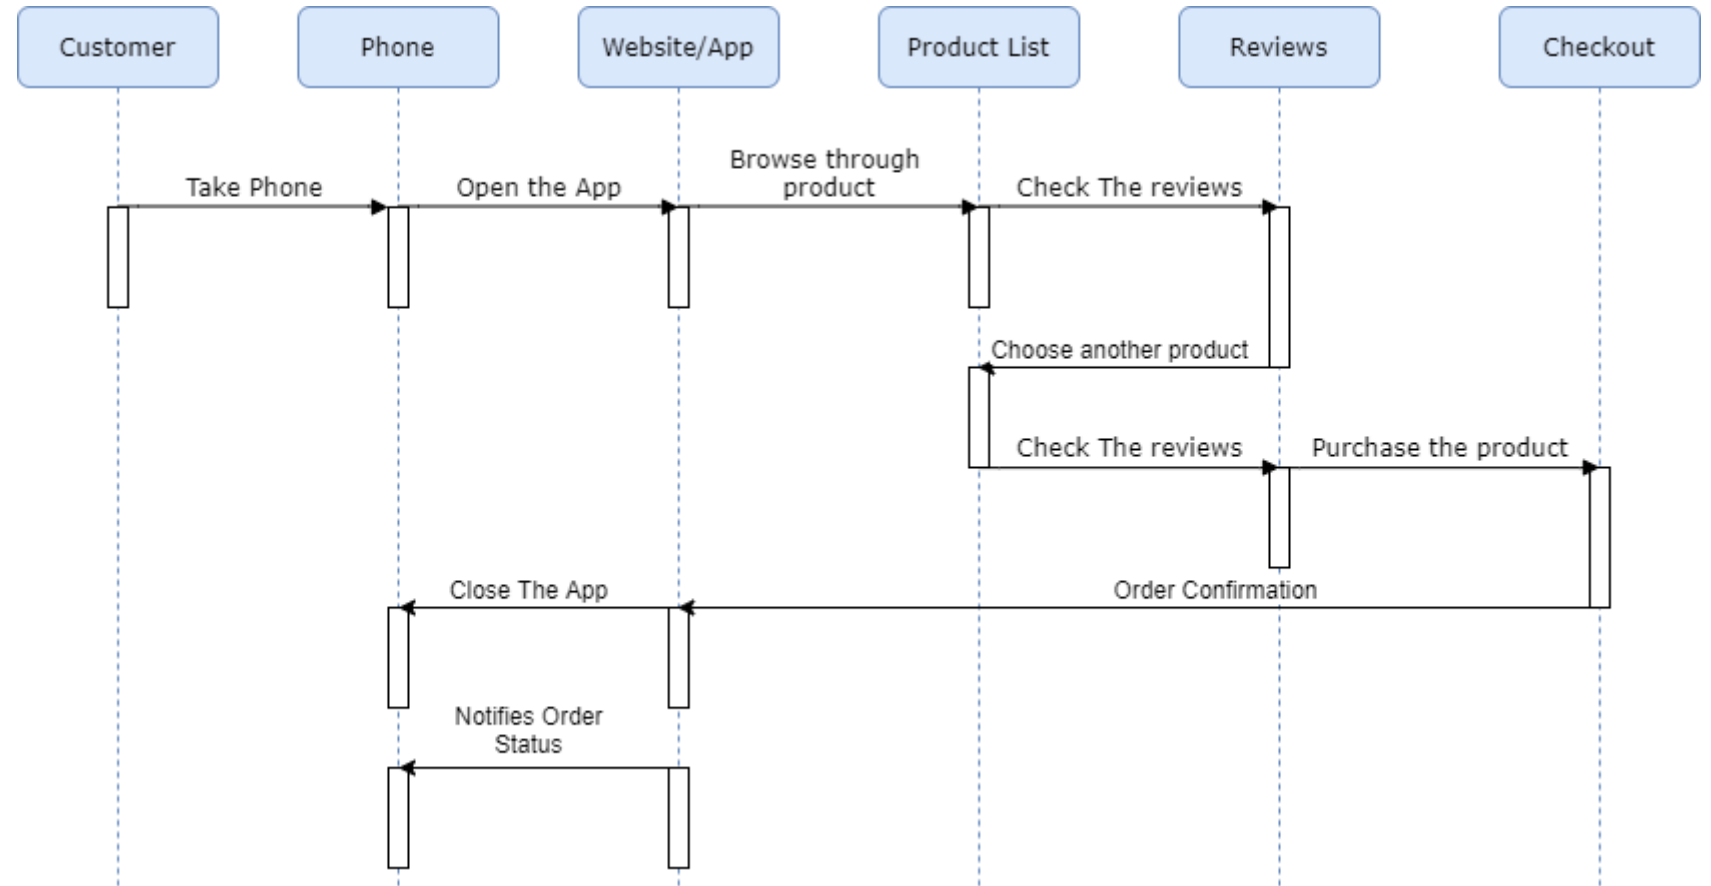 Customer
Phone
Website/App
Product List
Reviews
Checkout
Take Phone
Open the App
Browse through
product
Check The reviews
Choose another product
Check The reviews
Purchase the product
Close The App
Order Confirmation
Notifies Order
Status